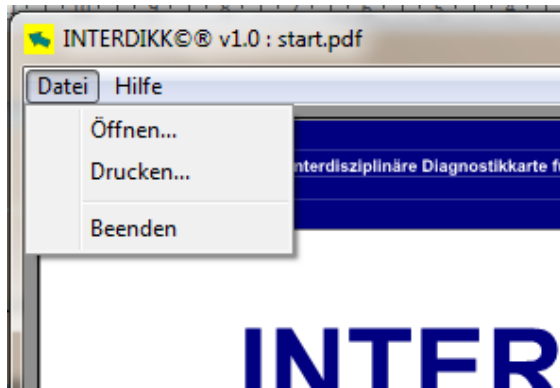 INTERDIKK©® v1.0 : start.pdf
Datei Hilfe
Öffnen...
Drucken...
Beenden
nterdisziplinäre Diagnostikkarte f
INTER